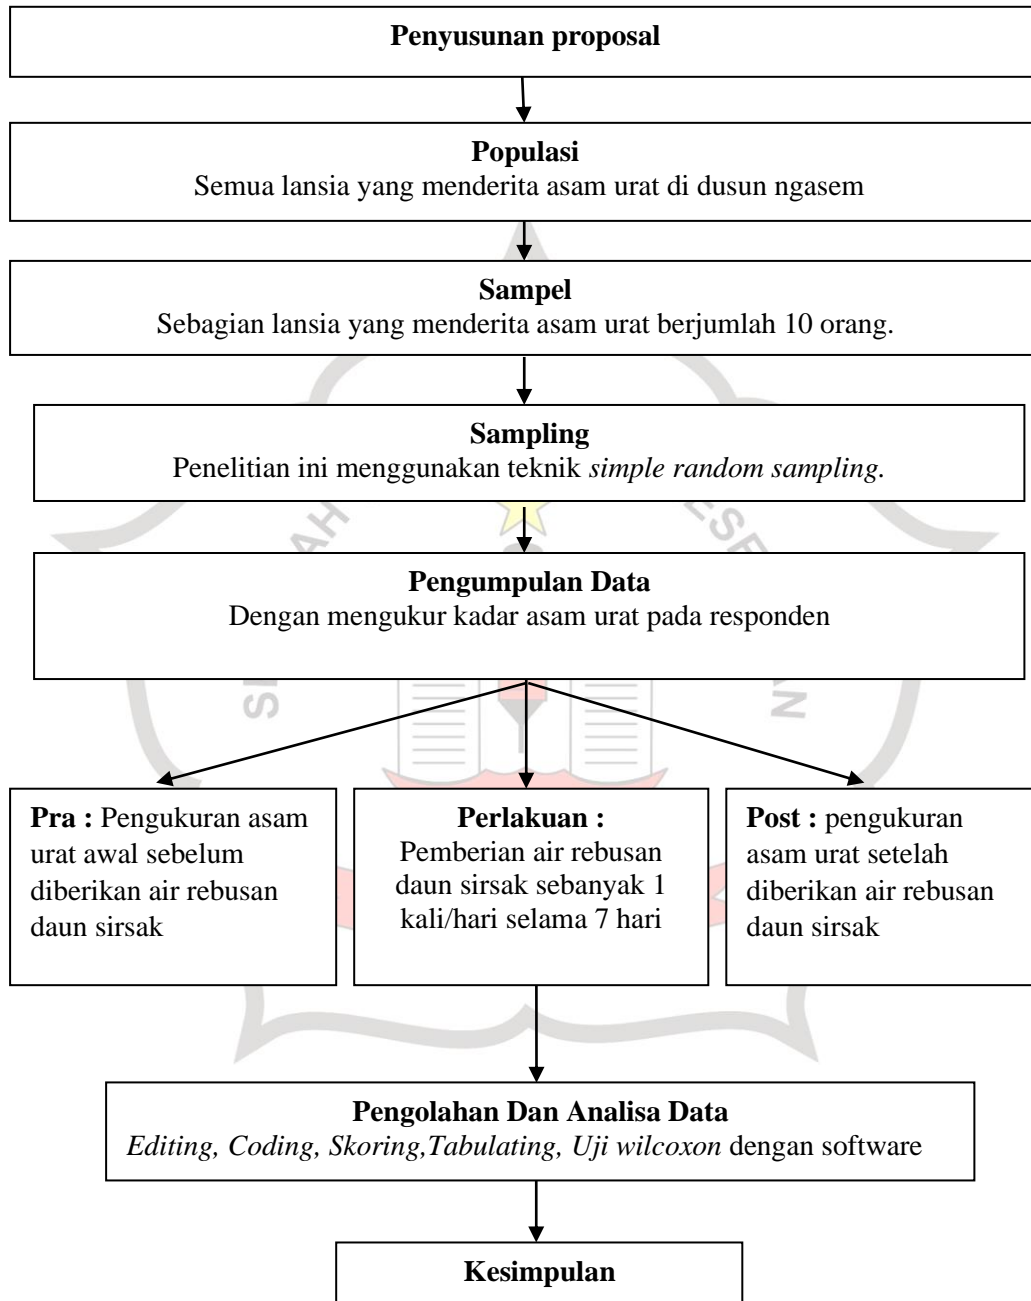 Penyusunan proposal
Populasi
Semua lansia yang menderita asam urat di dusun ngasem
Sampel
Sebagian lansia yang menderita asam urat berjumlah 10 orang.
Sampling
Penelitian ini menggunakan teknik simple random sampling.
Pengumpulan Data
Dengan mengukur kadar asam urat pada responden
Pra : Pengukuran asam
urat awal sebelum
diberikan air rebusan
daun sirsak
Perlakuan :
Pemberian air rebusan
daun sirsak sebanyak 1
kali/hari selama 7 hari
Post : pengukuran
asam urat setelah
diberikan air rebusan
daun sirsak
Pengolahan Dan Analisa Data
Editing, Coding, Skoring,Tabulating, Uji wilcoxon dengan software
Kesimpulan